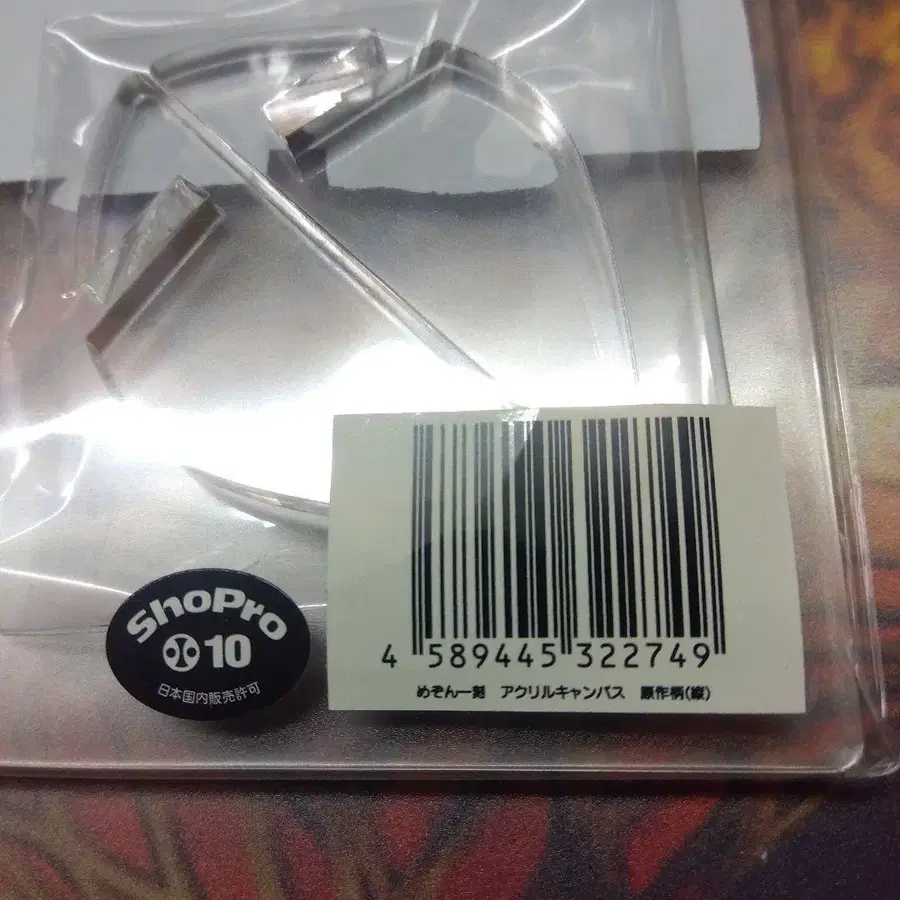 ShoPro
10
日本国内販売許可
4 589445 322749
めぞん一刻 アクリルキャンバス 原作柄(縦)